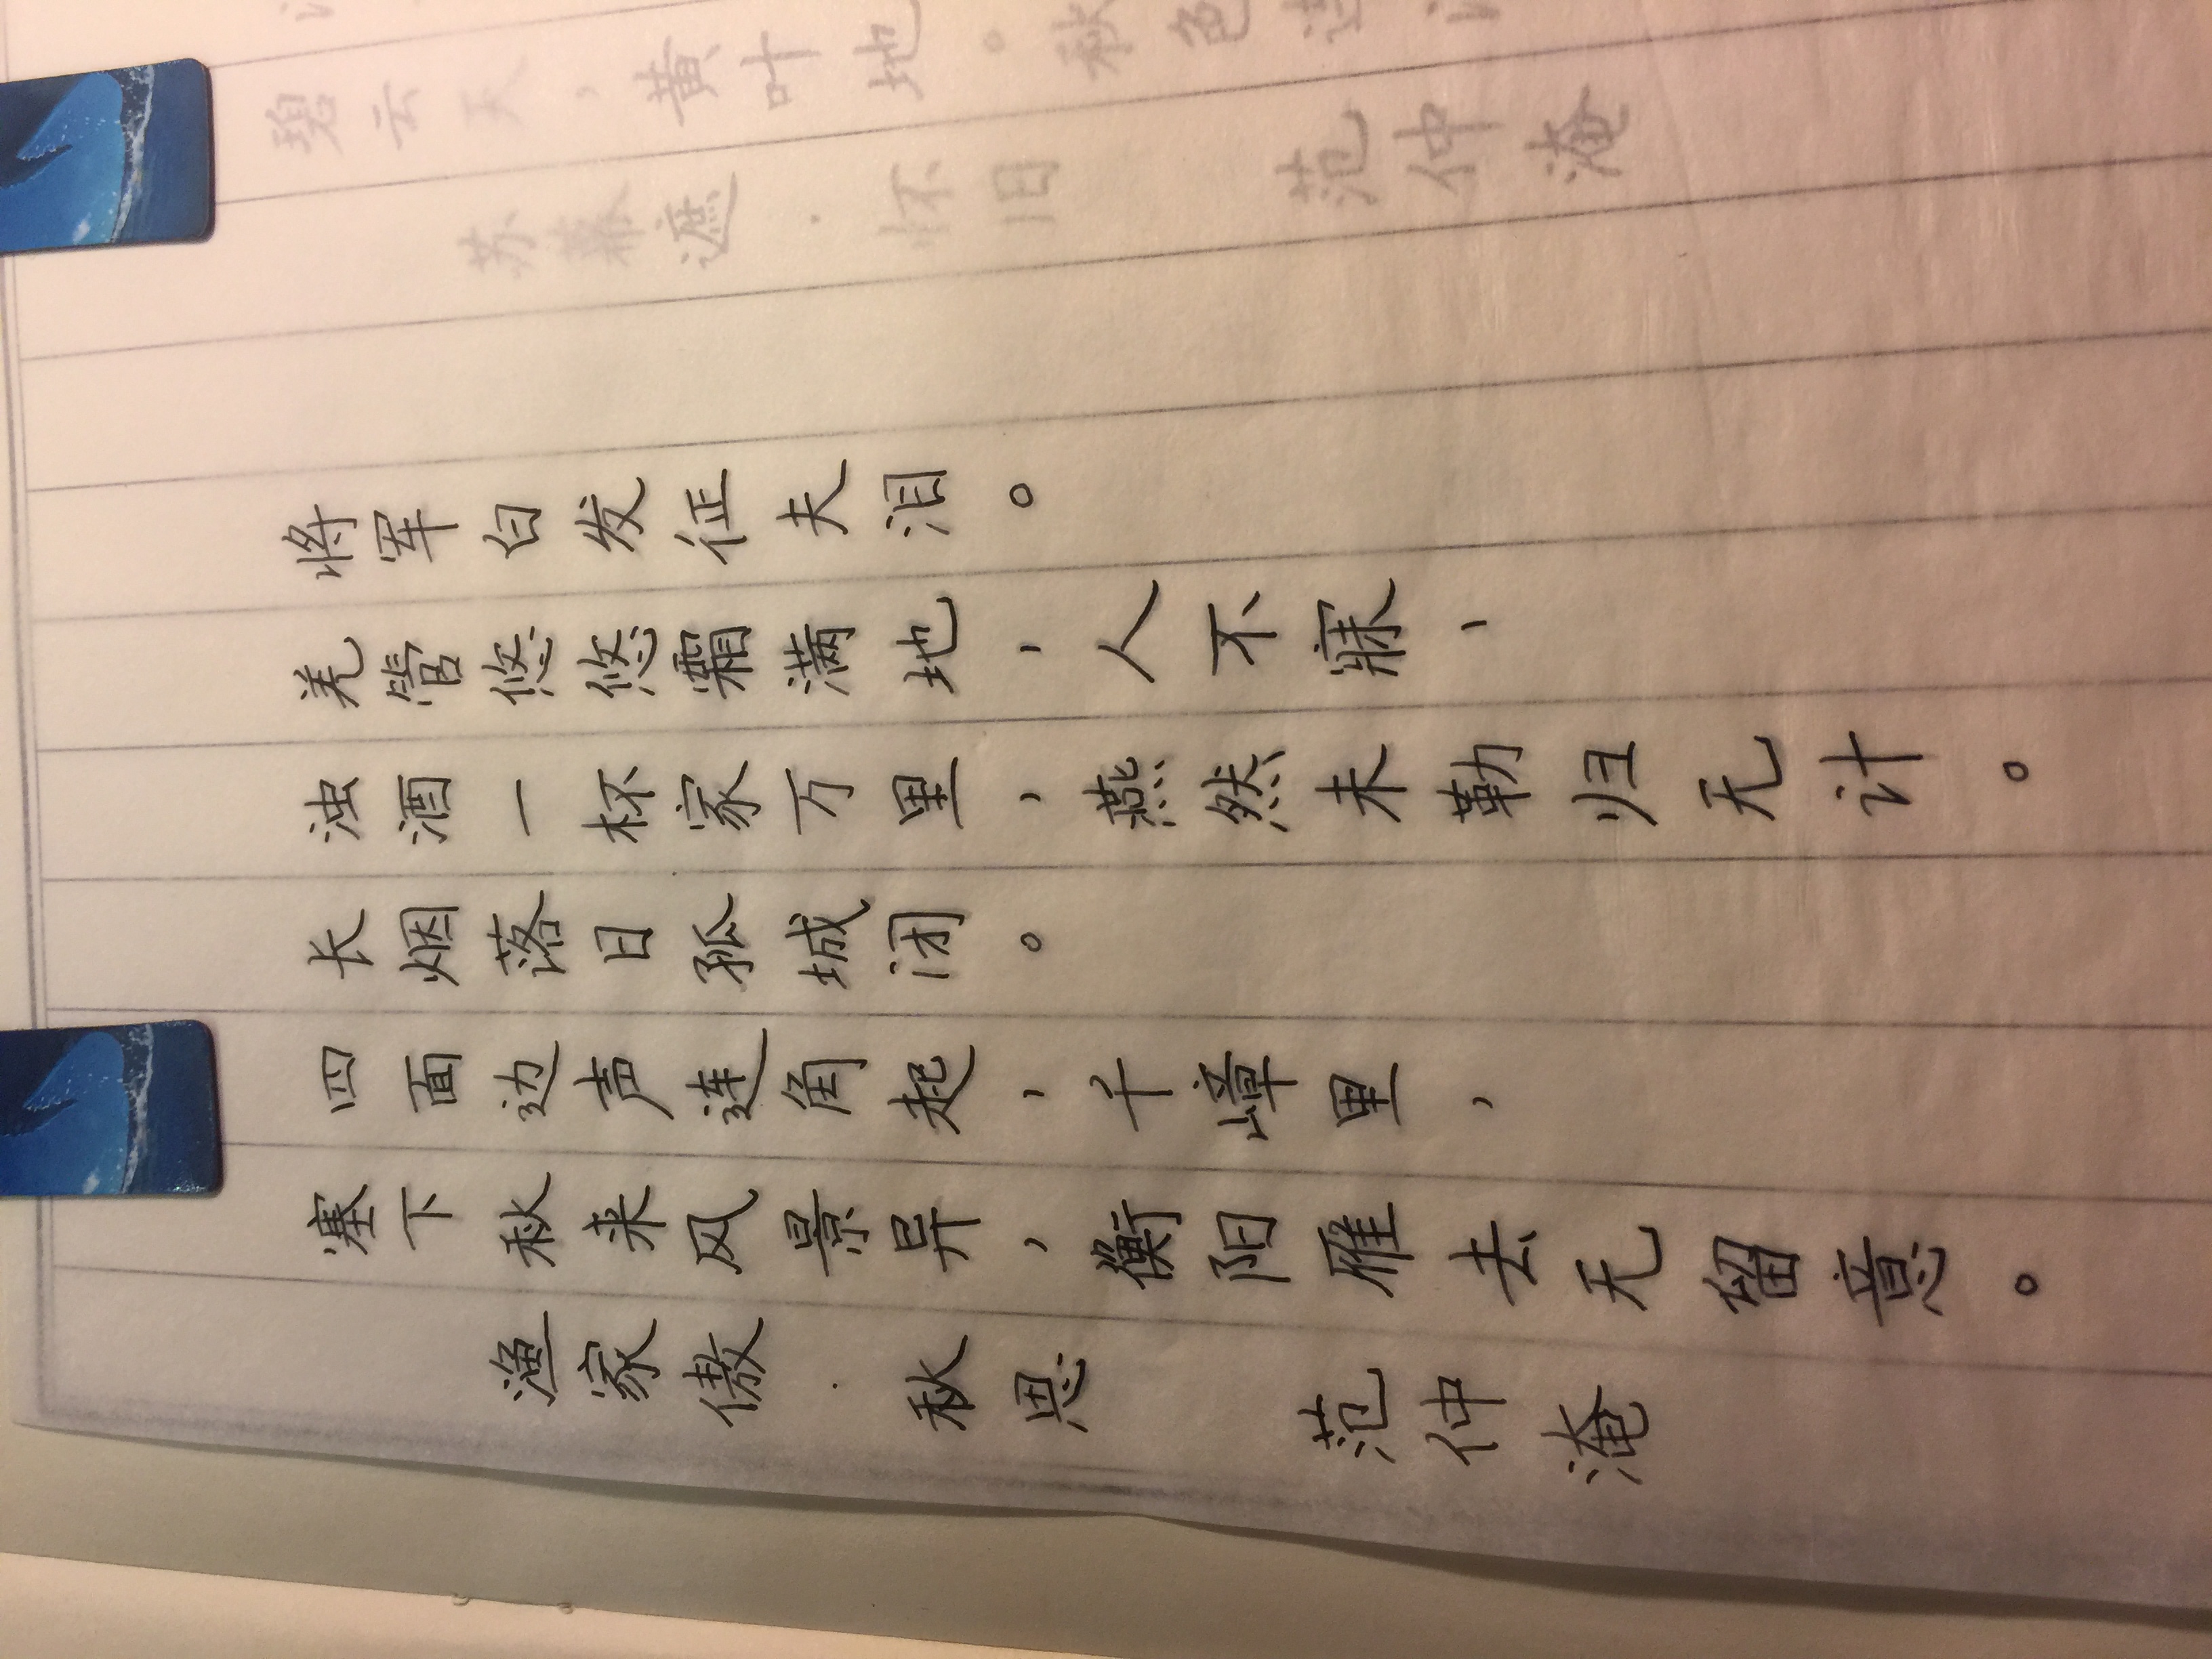 渔家傲·秋思 范仲淹
塞下秋来风景异，衡阳雁去无留意。
四面边声连角起，千嶂里，
长烟落日孤城闭。
浊酒一杯家万里，燕然未勒归无计。
羌管悠悠霜满地，人不寐，
将军白发征夫泪。
苏幕遮·怀旧 范仲淹
碧云天，黄叶地。秋色